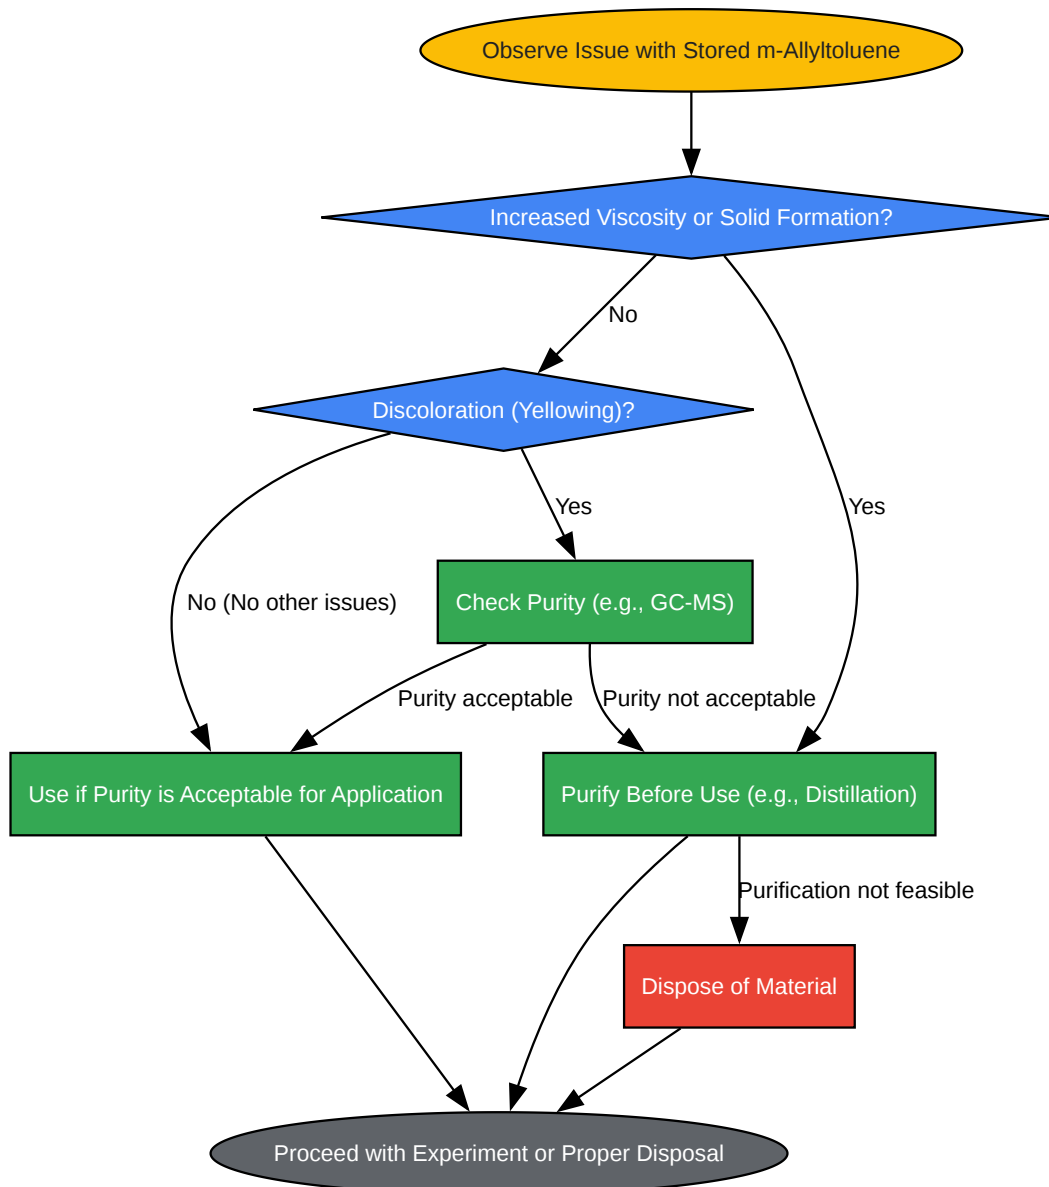 Observe Issue with Stored m-Allyltoluene
Increased Viscosity or Solid Formation?
No
Discoloration (Yellowing)?
Yes
Yes
No (No other issues)
Check Purity (e.g., GC-MS)
Purity acceptable
Purity not acceptable
Use if Purity is Acceptable for Application
Purify Before Use (e.g., Distillation)
Purification not feasible
Dispose of Material
Proceed with Experiment or Proper Disposal